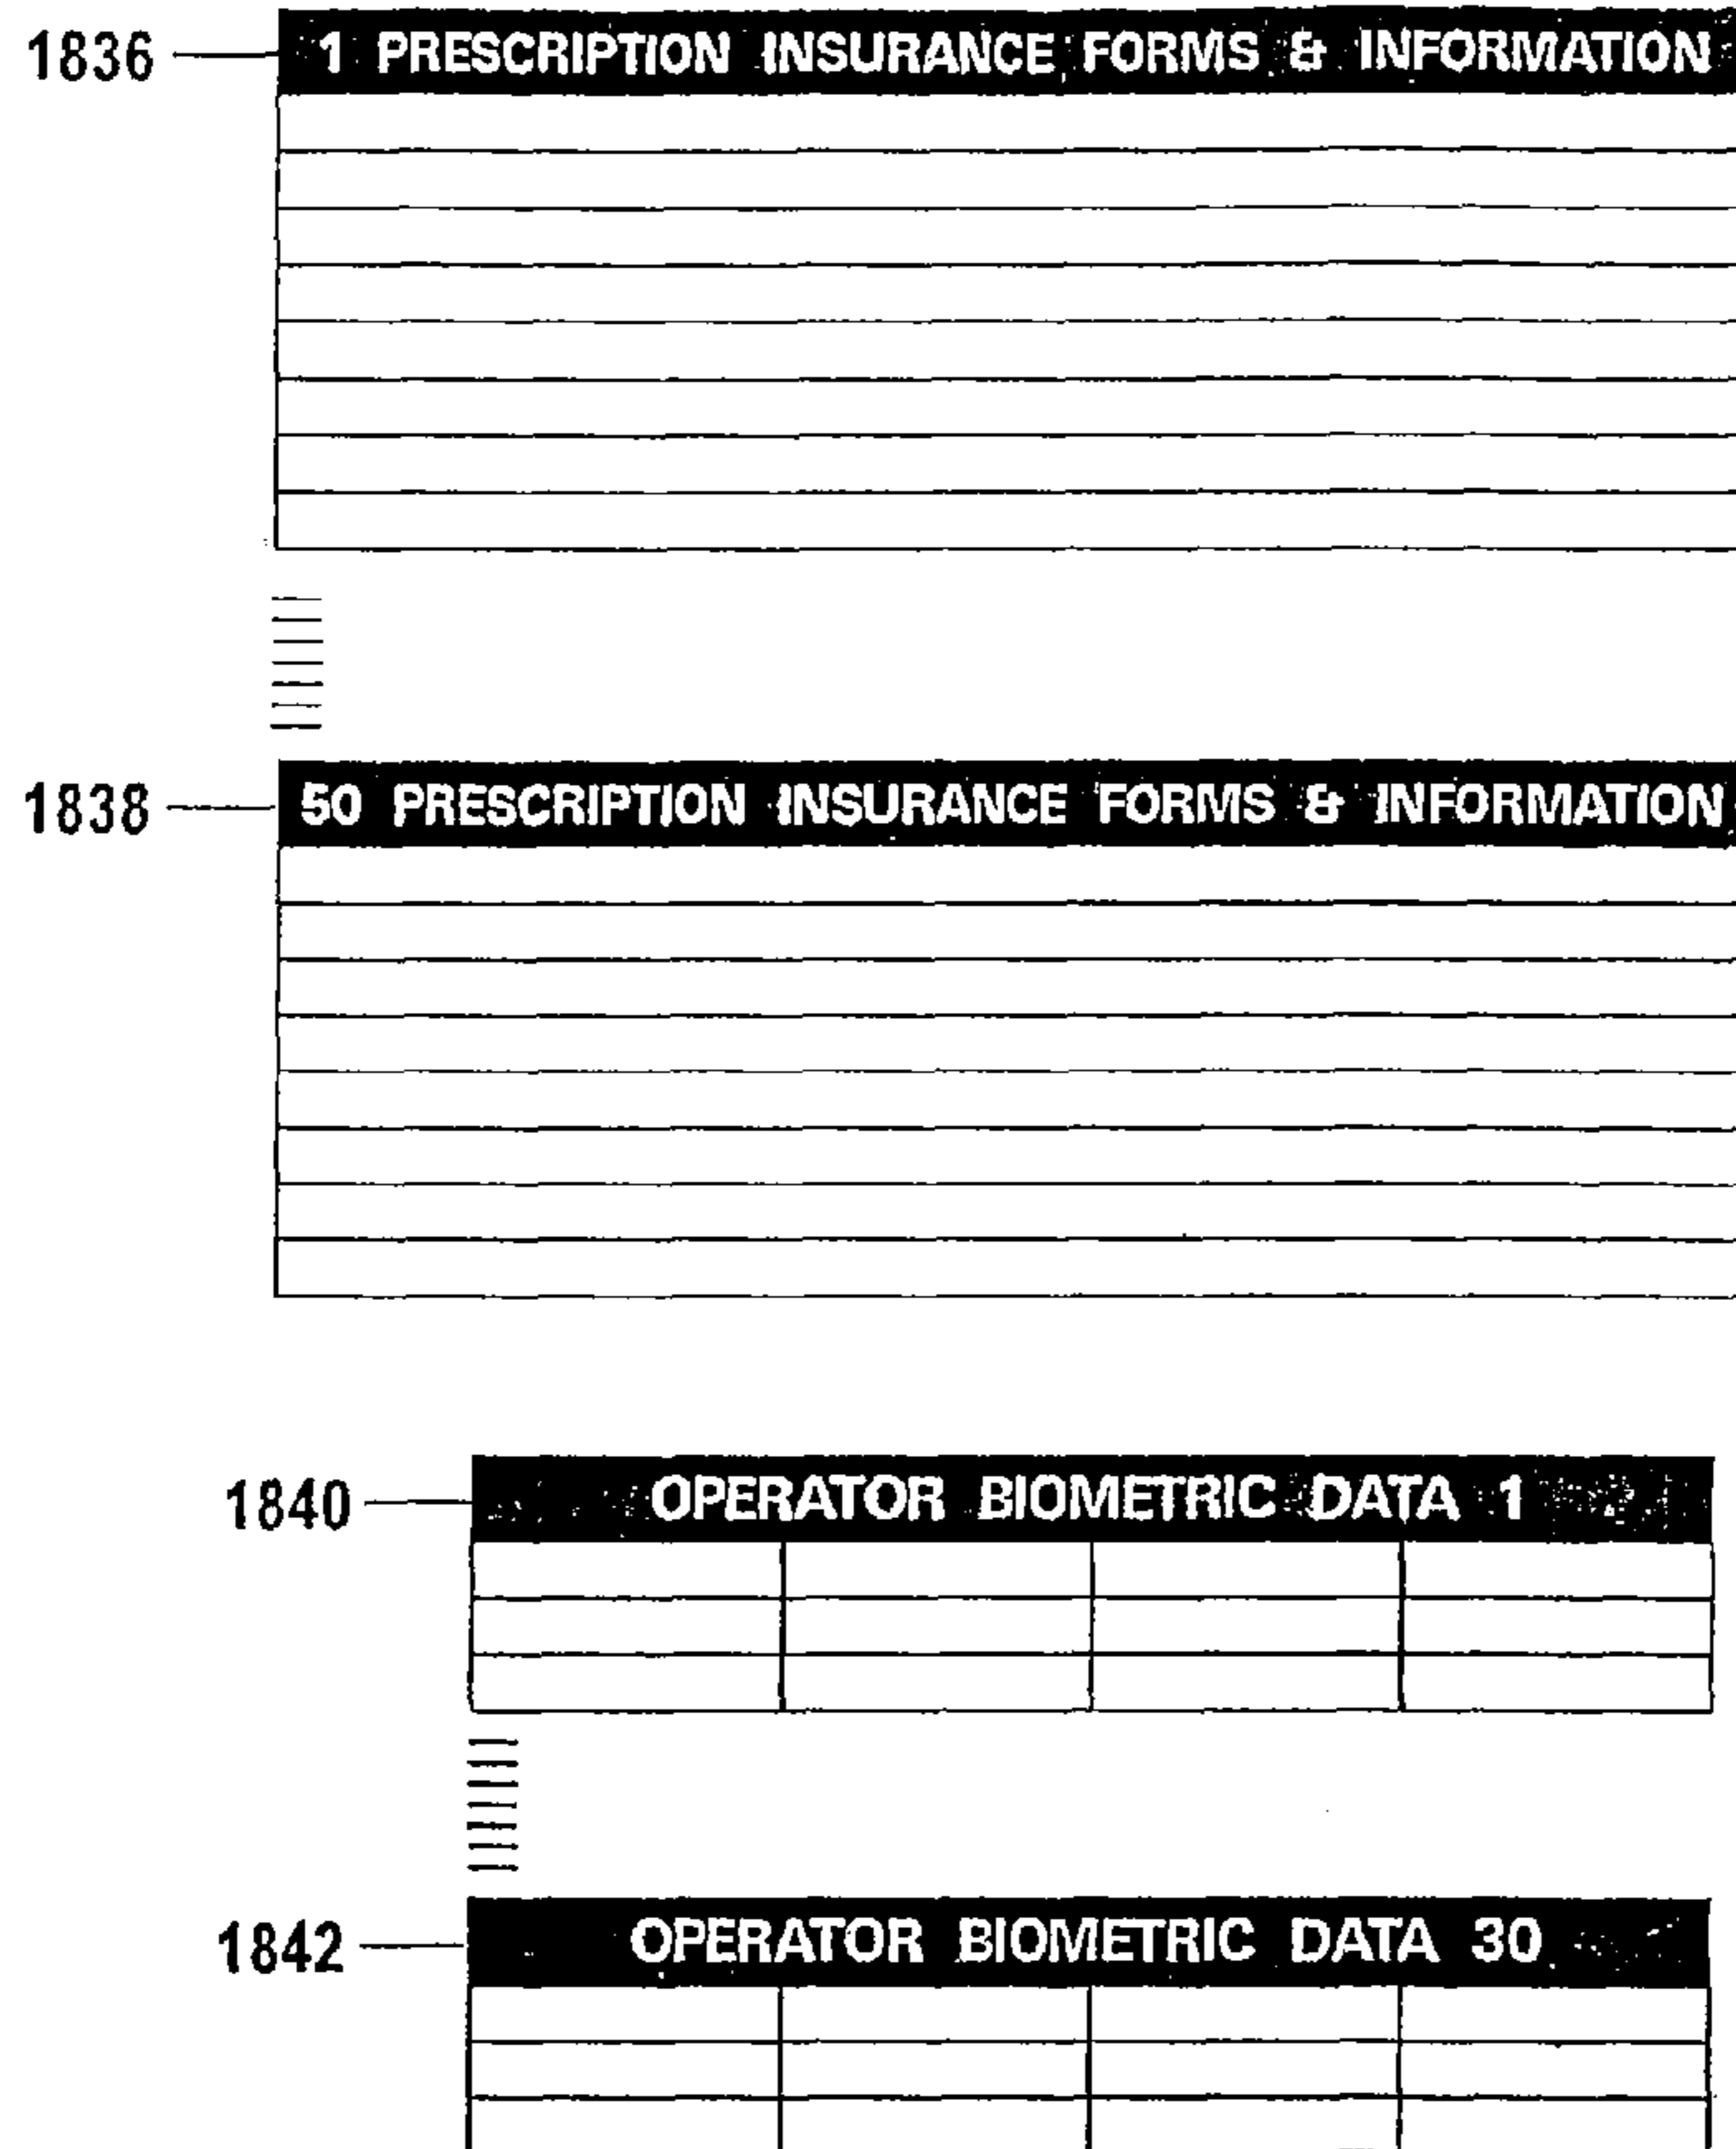 1836 1 PRESCRIPTION INSURANCE FORMS & INFORMATION
1838 50 PRESCRIPTION INSURANCE FORMS & INFORMATION
1840 OPERATOR BIOMETRIC DATA 1
1842 OPERATOR BIOMETRIC DATA 30